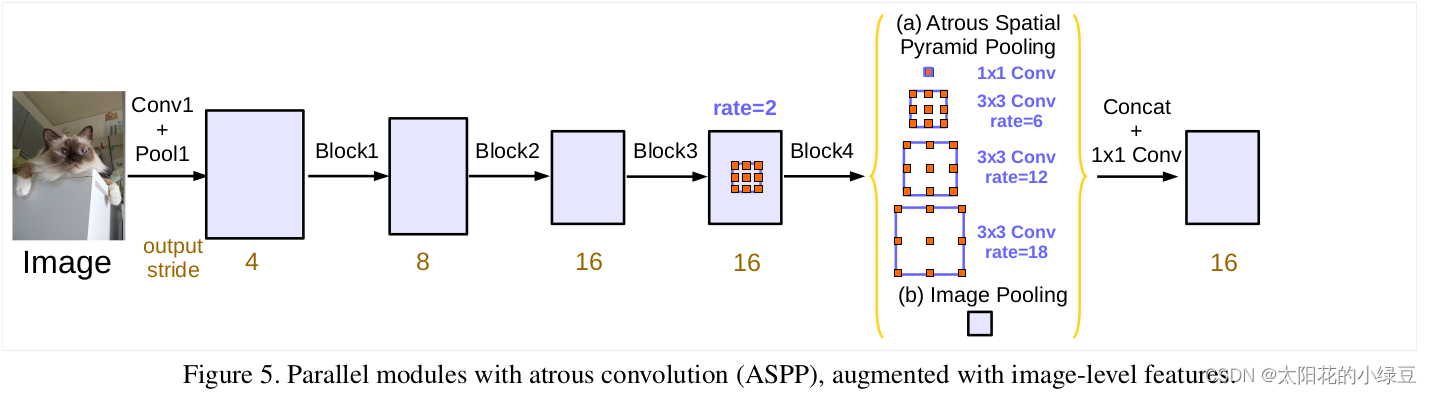 Image
Conv1
+
Pool1
output
stride
4
Block1
8
Block2
16
Block3
rate=2
16
Block4
(a) Atrous Spatial
Pyramid Pooling
1x1 Conv
3x3 Conv
rate=6
3x3 Conv
rate=12
3x3 Conv
rate=18
(b) Image Pooling
Concat
+
1x1 Conv
16
Figure 5. Parallel modules with atrous convolution (ASPP), augmented with image-level features.
CSDN @太阳花的小绿豆